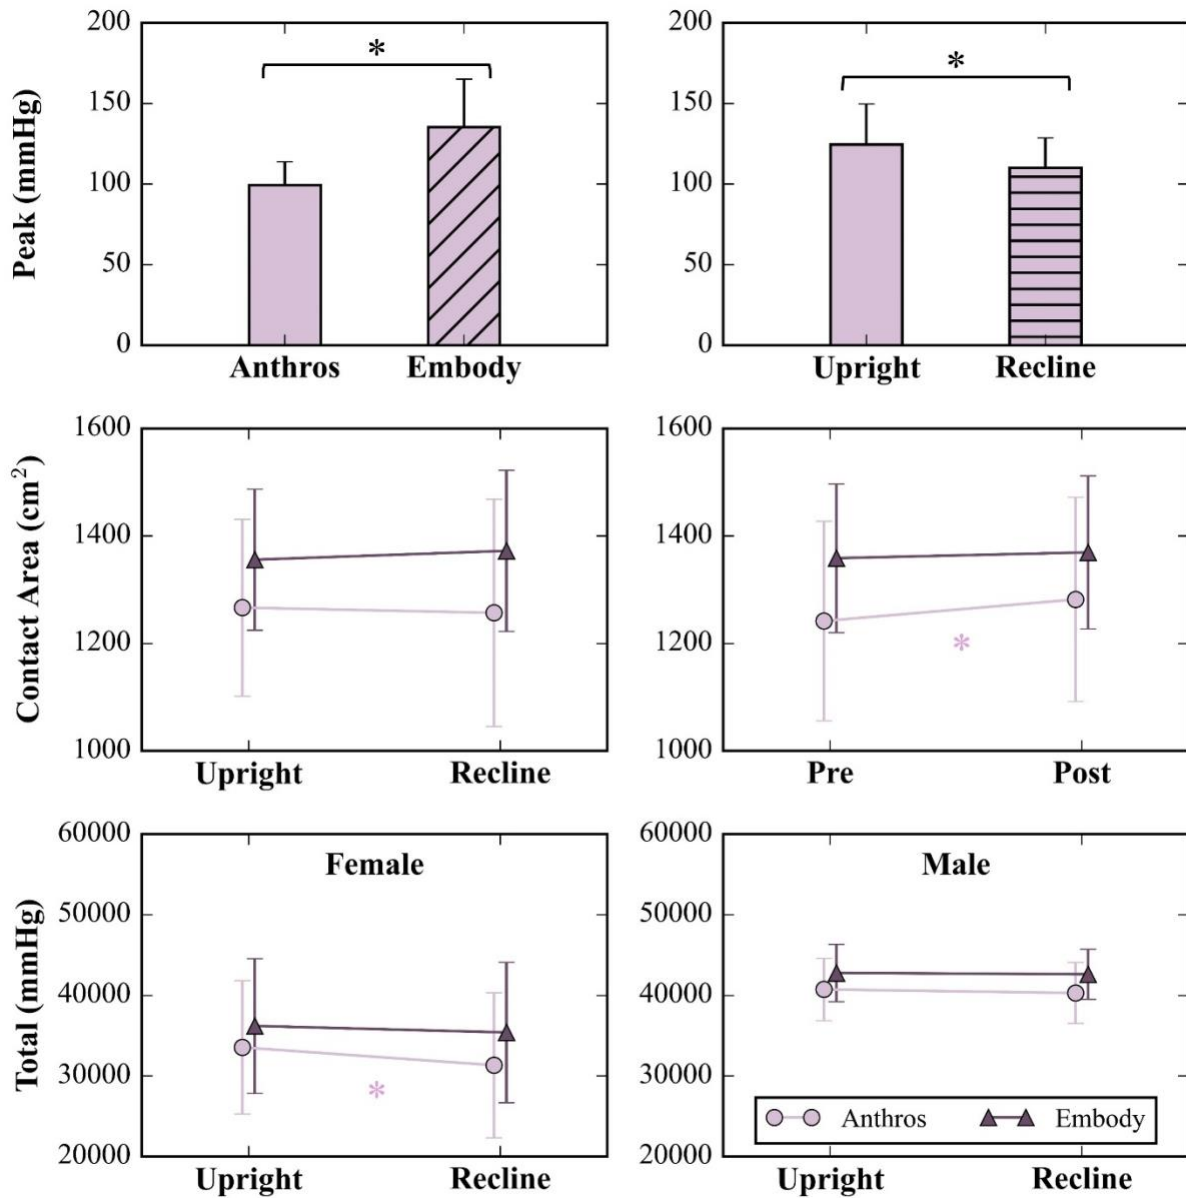 Peak (mmHg)
200
150
100
50
0
*
Anthros
Embody
200
150
100
50
0
*
Upright
Recline
Contact Area (cm²)
1600
1400
1200
1000
Upright
Recline
1600
1400
1200
1000
*
Pre
Post
Total (mmHg)
60000
50000
40000
30000
20000
Female
*
Upright
Recline
60000
50000
40000
30000
20000
Male
Anthros
Embody
Upright
Recline